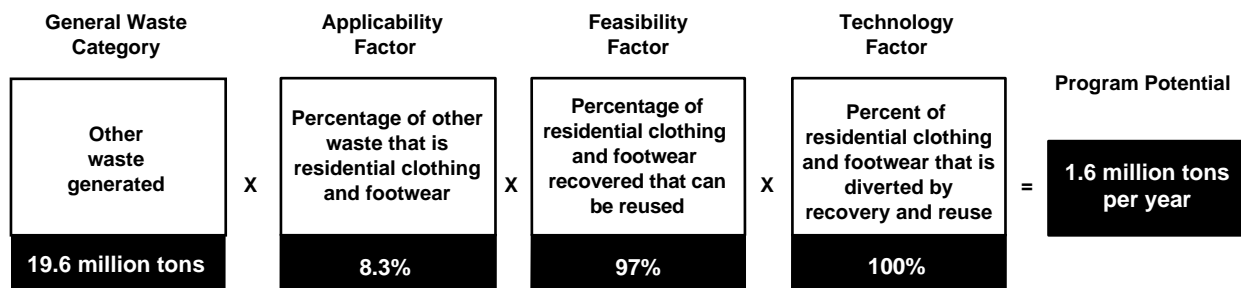 General Waste
Category
Applicability
Factor
Feasibility
Factor
Technology
Factor
Program Potential
Other
waste
generated
19.6 million tons
X
Percentage of other
waste that is
residential clothing
and footwear
8.3%
X
Percentage of
residential clothing
and footwear
recovered that can
be reused
97%
X
Percent of
residential clothing
and footwear that is
diverted by
recovery and reuse
100%
=
1.6 million tons
per year